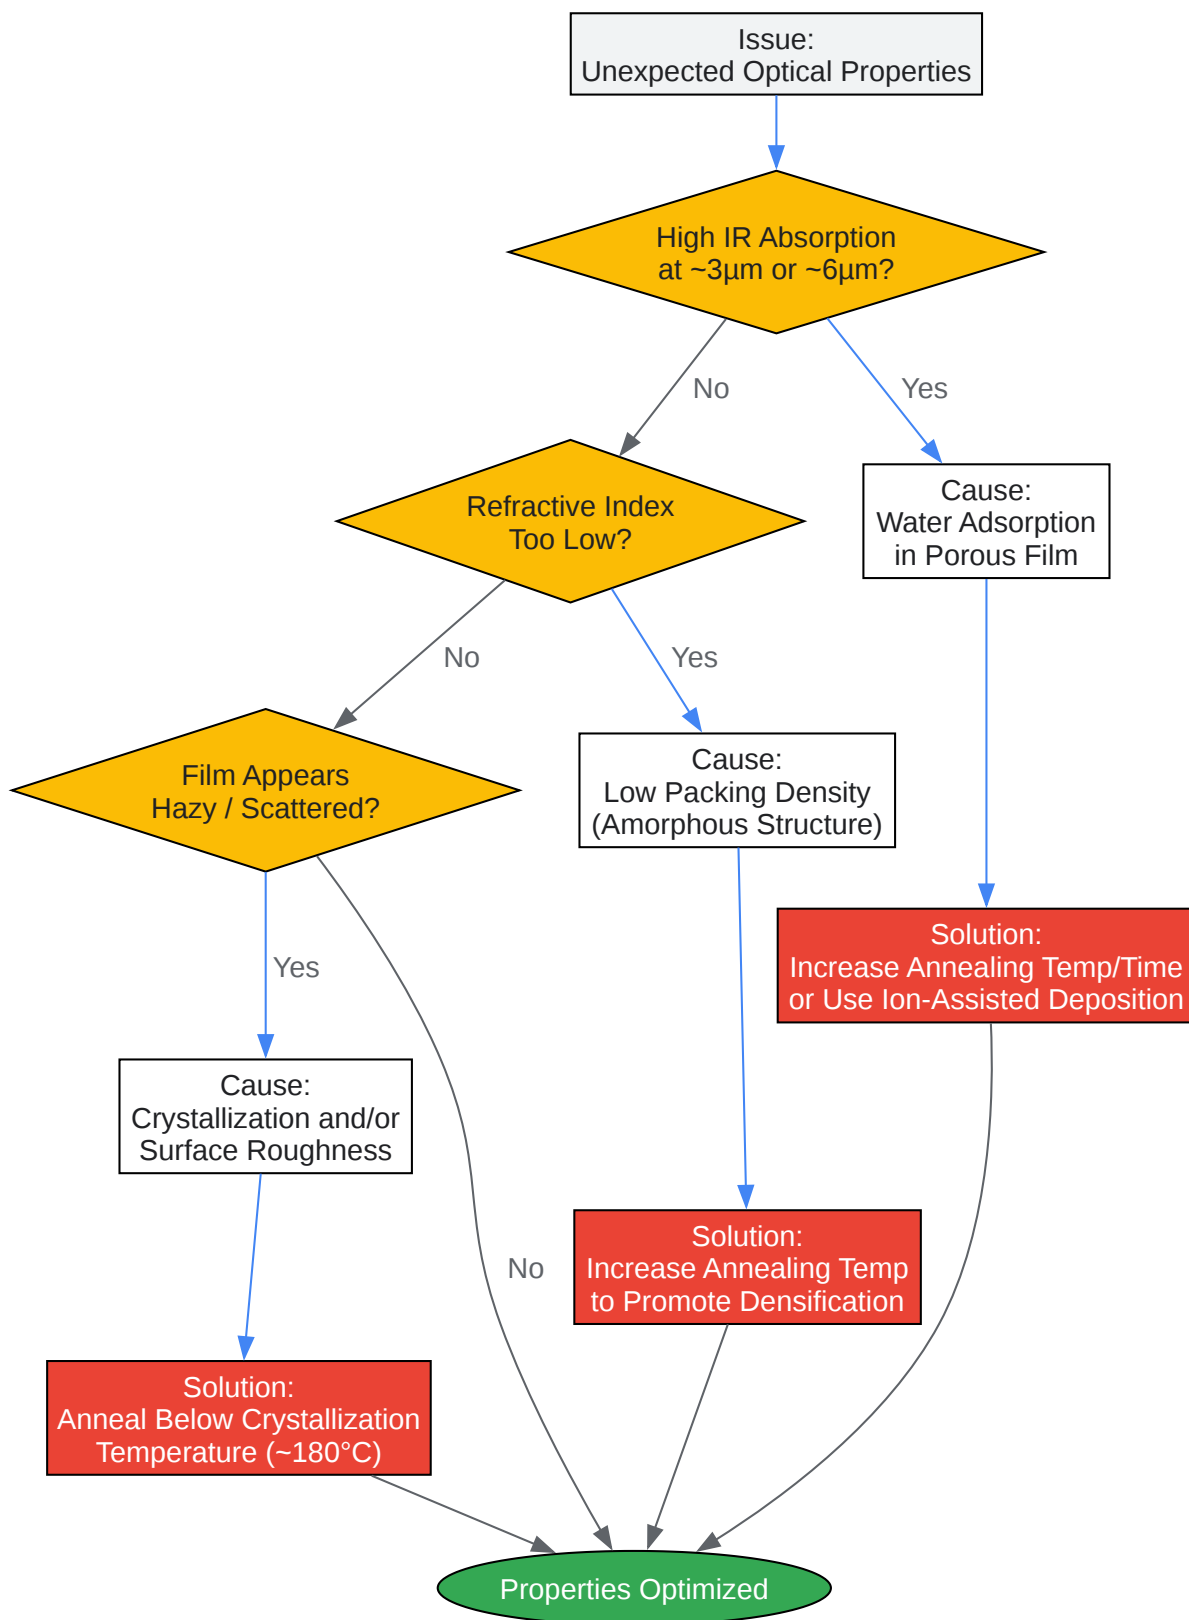 Issue:
Unexpected Optical Properties
High IR Absorption
at ~3µm or ~6µm?
No
Yes
Refractive Index
Too Low?
Cause:
Water Adsorption
in Porous Film
No
Yes
Film Appears
Hazy / Scattered?
Cause:
Low Packing Density
(Amorphous Structure)
Solution:
Increase Annealing Temp/Time
or Use Ion-Assisted Deposition
Yes
Cause:
Crystallization and/or
Surface Roughness
No
Solution:
Increase Annealing Temp
to Promote Densification
Solution:
Anneal Below Crystallization
Temperature (~180°C)
Properties Optimized